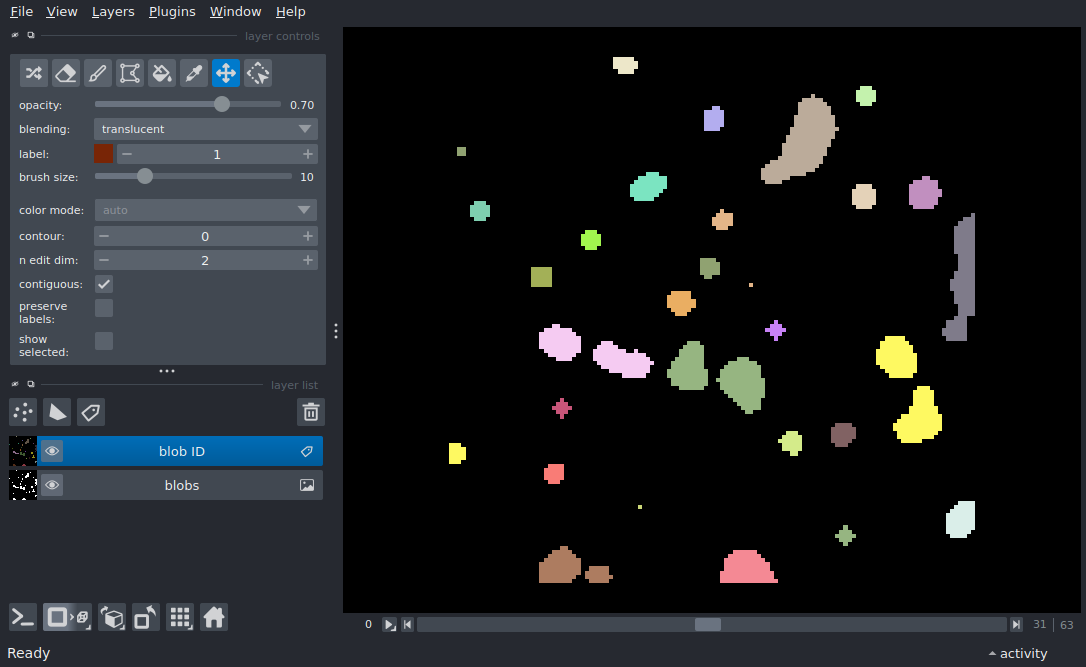 File View Layers Plugins Window Help
layer controls
opacity: 0.70
blending: translucent
label: 1
brush size: 10
color mode: auto
contour: 0
n edit dim: 2
contiguous:
preserve
labels:
show
selected:
layer list
blob ID
blobs
0 31 | 63
Ready activity